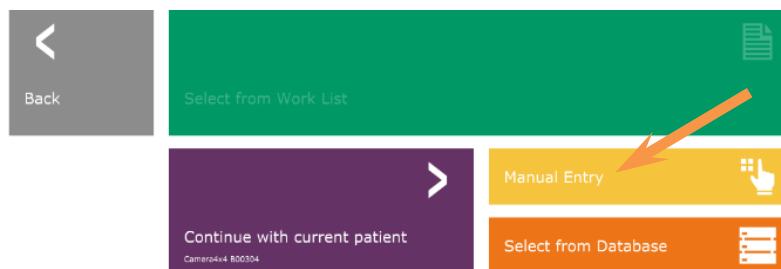 Back
Select from Work List
Manual Entry
Continue with current patient
Camera4x4 B00304
Select from Database